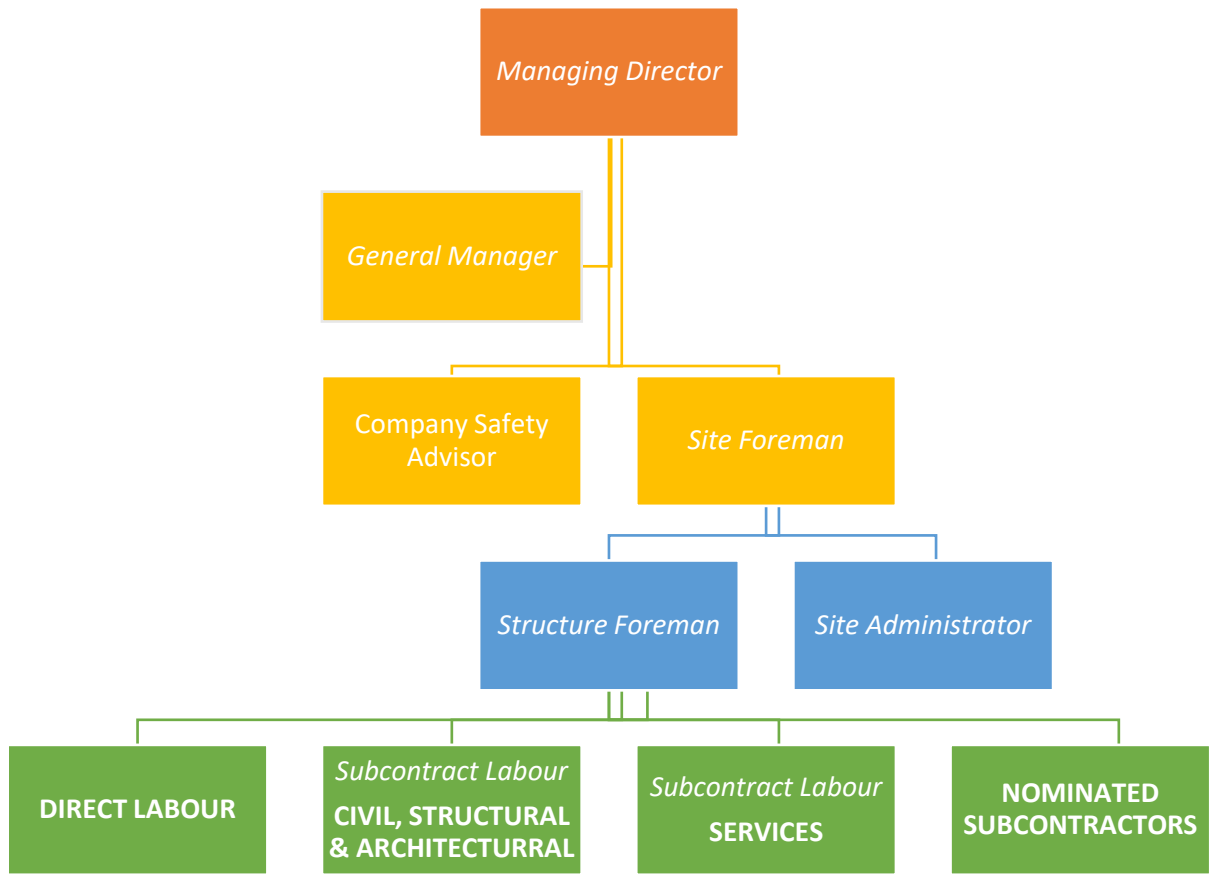 Managing Director
General Manager
Company Safety
Advisor
Site Foreman
Structure Foreman
Site Administrator
DIRECT LABOUR
Subcontract Labour
CIVIL, STRUCTURAL
& ARCHITECTURRAL
Subcontract Labour
SERVICES
NOMINATED
SUBCONTRACTORS